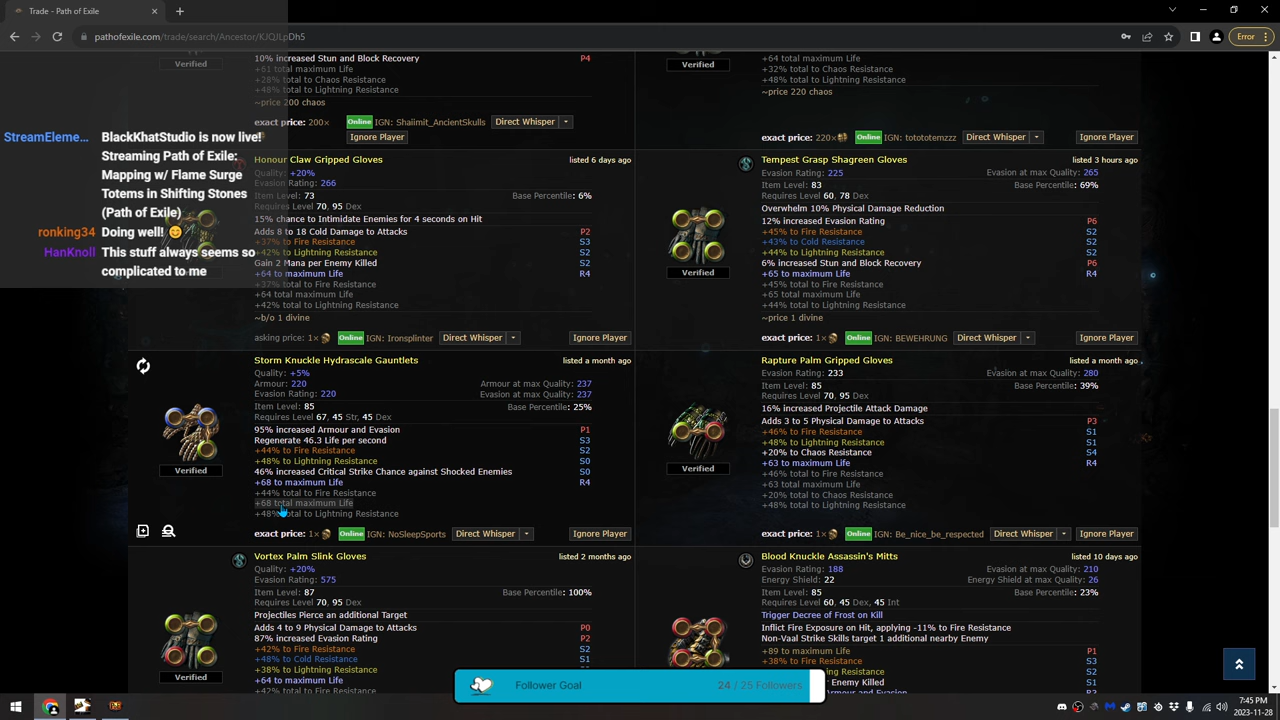 Trade - Path of Exile
pathofexile.com/trade/search/Ancestor/KJQJLpDh5
Error
StreamEleme... BlackKhatStudio is now live!
Streaming Path of Exile:
Mapping w/ Flame Surge
Totems in Shifting Stones
(Path of Exile)
ronking34 Doing well! 😊
HanKnoll This stuff always seems so
complicated to me
Verified
10% increased Stun and Block Recovery P4
+61 total maximum Life
+28% total to Chaos Resistance
+48% total to Lightning Resistance
~price 200 chaos
exact price: 200× Online IGN: Shaiimit_AncientSkulls Direct Whisper
Ignore Player
Verified
+64 total maximum Life
+32% total to Chaos Resistance
+48% total to Lightning Resistance
~price 220 chaos
exact price: 220× Online IGN: totototemzzz Direct Whisper Ignore Player
Honour Claw Gripped Gloves listed 6 days ago
Quality: +20%
Evasion Rating: 266
Item Level: 73 Base Percentile: 6%
Requires Level 70, 95 Dex
15% chance to Intimidate Enemies for 4 seconds on Hit
Adds 8 to 18 Cold Damage to Attacks P2
+37% to Fire Resistance S3
+42% to Lightning Resistance S2
Gain 2 Mana per Enemy Killed S2
+64 to maximum Life R4
+37% total to Fire Resistance
+64 total maximum Life
+42% total to Lightning Resistance
~b/o 1 divine
asking price: 1× Online IGN: Ironsplinter Direct Whisper Ignore Player
Tempest Grasp Shagreen Gloves listed 3 hours ago
Evasion Rating: 225 Evasion at max Quality: 265
Item Level: 83 Base Percentile: 69%
Requires Level 60, 78 Dex
Overwhelm 10% Physical Damage Reduction
12% increased Evasion Rating P6
+45% to Fire Resistance S2
+43% to Cold Resistance S2
+44% to Lightning Resistance S2
6% increased Stun and Block Recovery P6
+65 to maximum Life R4
+45% total to Fire Resistance
+65 total maximum Life
+44% total to Lightning Resistance
~price 1 divine
Verified
exact price: 1× Online IGN: BEWEHRUNG Direct Whisper Ignore Player
Storm Knuckle Hydrascale Gauntlets
Quality: +5%
Armour: 220 Armour at max Quality: 237
Evasion Rating: 220 Evasion at max Quality: 237
Item Level: 85 Base Percentile: 25%
Requires Level 67, 45 Str, 45 Dex
95% increased Armour and Evasion P1
Regenerate 46.3 Life per second S3
+44% to Fire Resistance S2
+48% to Lightning Resistance S0
46% increased Critical Strike Chance against Shocked Enemies S0
+68 to maximum Life R4
+44% total to Fire Resistance
+68 total maximum Life
+48% total to Lightning Resistance
Verified
listed a month ago
exact price: 1× Online IGN: NoSleepSports Direct Whisper Ignore Player
Rapture Palm Gripped Gloves listed a month ago
Evasion Rating: 233 Evasion at max Quality: 280
Item Level: 85 Base Percentile: 39%
Requires Level 70, 95 Dex
16% increased Projectile Attack Damage
Adds 3 to 5 Physical Damage to Attacks P3
+46% to Fire Resistance S1
+48% to Lightning Resistance S1
+20% to Chaos Resistance S4
+63 to maximum Life R4
+46% total to Fire Resistance
+63 total maximum Life
+20% total to Chaos Resistance
+48% total to Lightning Resistance
Verified
exact price: 1× Online IGN: Be_nice_be_respected Direct Whisper Ignore Player
Vortex Palm Slink Gloves listed 2 months ago
Quality: +20%
Evasion Rating: 575
Item Level: 87 Base Percentile: 100%
Requires Level 70, 95 Dex
Projectiles Pierce an additional Target
Adds 4 to 9 Physical Damage to Attacks P0
87% increased Evasion Rating P2
+42% to Fire Resistance S2
+48% to Cold Resistance S1
+38% to Lightning Resistance S2
+64 to maximum Life
+42% total to Fire Resistance
Verified
Blood Knuckle Assassin's Mitts listed 10 days ago
Evasion Rating: 188 Evasion at max Quality: 210
Energy Shield: 22 Energy Shield at max Quality: 26
Item Level: 85 Base Percentile: 23%
Requires Level 60, 45 Dex, 45 Int
Trigger Decree of Frost on Kill
Inflict Fire Exposure on Hit, applying -11% to Fire Resistance
Non-Vaal Strike Skills target 1 additional nearby Enemy
+89 to maximum Life P1
+38% to Fire Resistance S3
Lightning Resistance S2
Enemy Killed S1
Armour and Evasion
Follower Goal 24 / 25 Followers
7:45 PM
2023-11-28